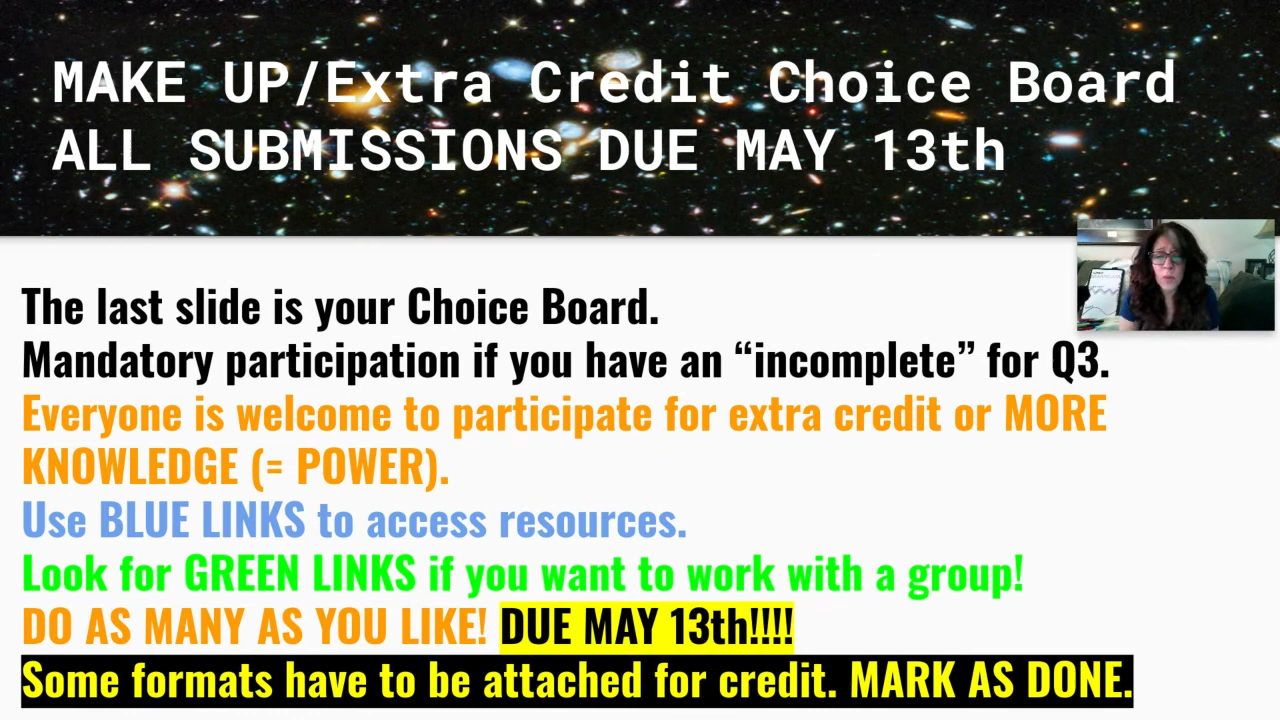 MAKE UP/Extra Credit Choice Board
ALL SUBMISSIONS DUE MAY 13th
The last slide is your Choice Board.
Mandatory participation if you have an “incomplete” for Q3.
Everyone is welcome to participate for extra credit or MORE
KNOWLEDGE (= POWER).
Use BLUE LINKS to access resources.
Look for GREEN LINKS if you want to work with a group!
DO AS MANY AS YOU LIKE! DUE MAY 13th!!!!
Some formats have to be attached for credit. MARK AS DONE.